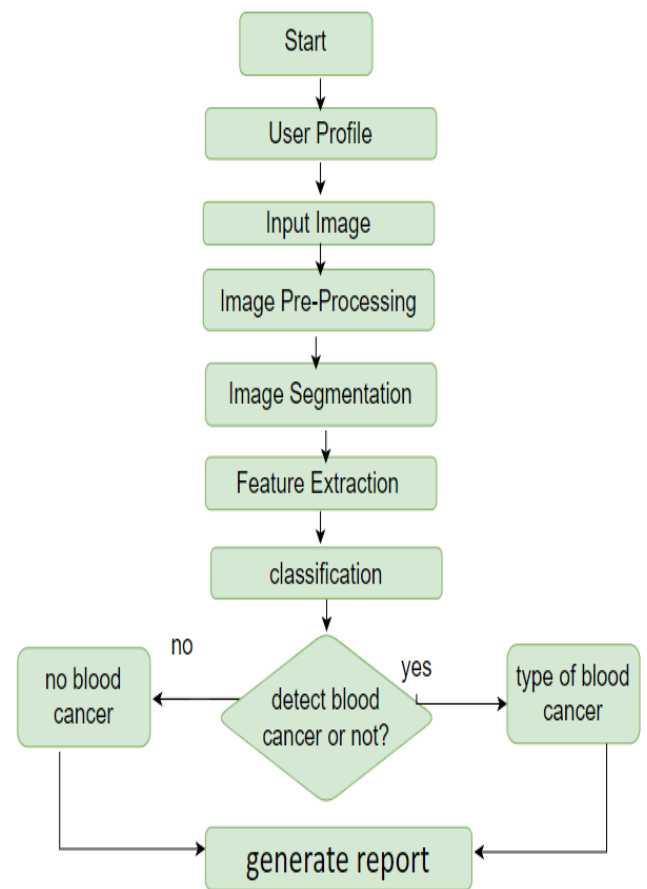 Start
User Profile
Input Image
Image Pre-Processing
Image Segmentation
Feature Extraction
classification
no
yes
no blood
cancer
detect blood
cancer or not?
type of blood
cancer
generate report